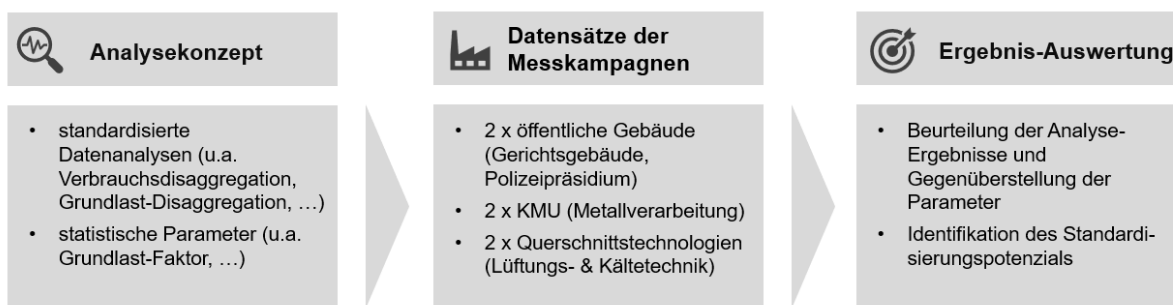 Analysekonzept
• standardisierte
Datenanalysen (u.a.
Verbrauchsdisaggregation,
Grundlast-Disaggregation, …)
• statistische Parameter (u.a.
Grundlast-Faktor, …)
Datensätze der
Messkampagnen
• 2 x öffentliche Gebäude
(Gerichtsgebäude,
Polizeipräsidium)
• 2 x KMU (Metallverarbeitung)
• 2 x Querschnittstechnologien
(Lüftungs- & Kältetechnik)
Ergebnis-Auswertung
• Beurteilung der Analyse-
Ergebnisse und
Gegenüberstellung der
Parameter
• Identifikation des Standardi-
sierungspotenzials